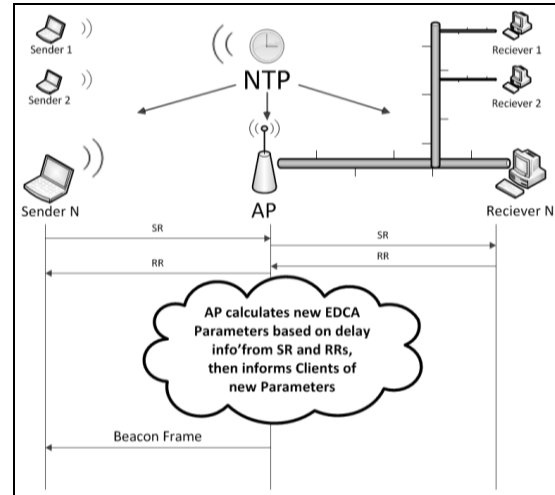 Sender 1
Reciever 1
NTP
Sender 2
Reciever 2
Sender N
AP
Reciever N
SR
SR
RR
RR
AP calculates new EDCA
Parameters based on delay
info'from SR and RRs,
then informs Clients of
new Parameters
Beacon Frame